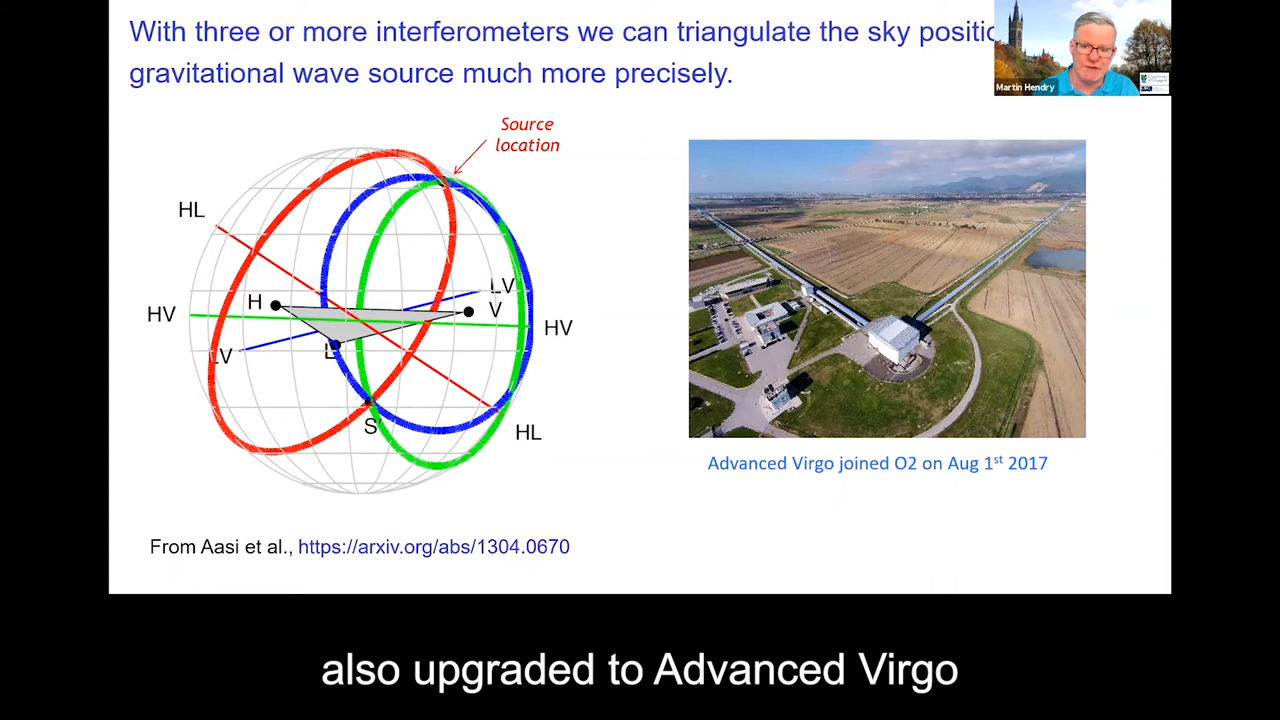 With three or more interferometers we can triangulate the sky positio
gravitational wave source much more precisely.
Martin Hendry
Source
location
HL
LV
H
V
HV
HV
LV
L
S'
HL
Advanced Virgo joined O2 on Aug 1st 2017
From Aasi et al., https://arxiv.org/abs/1304.0670
also upgraded to Advanced Virgo